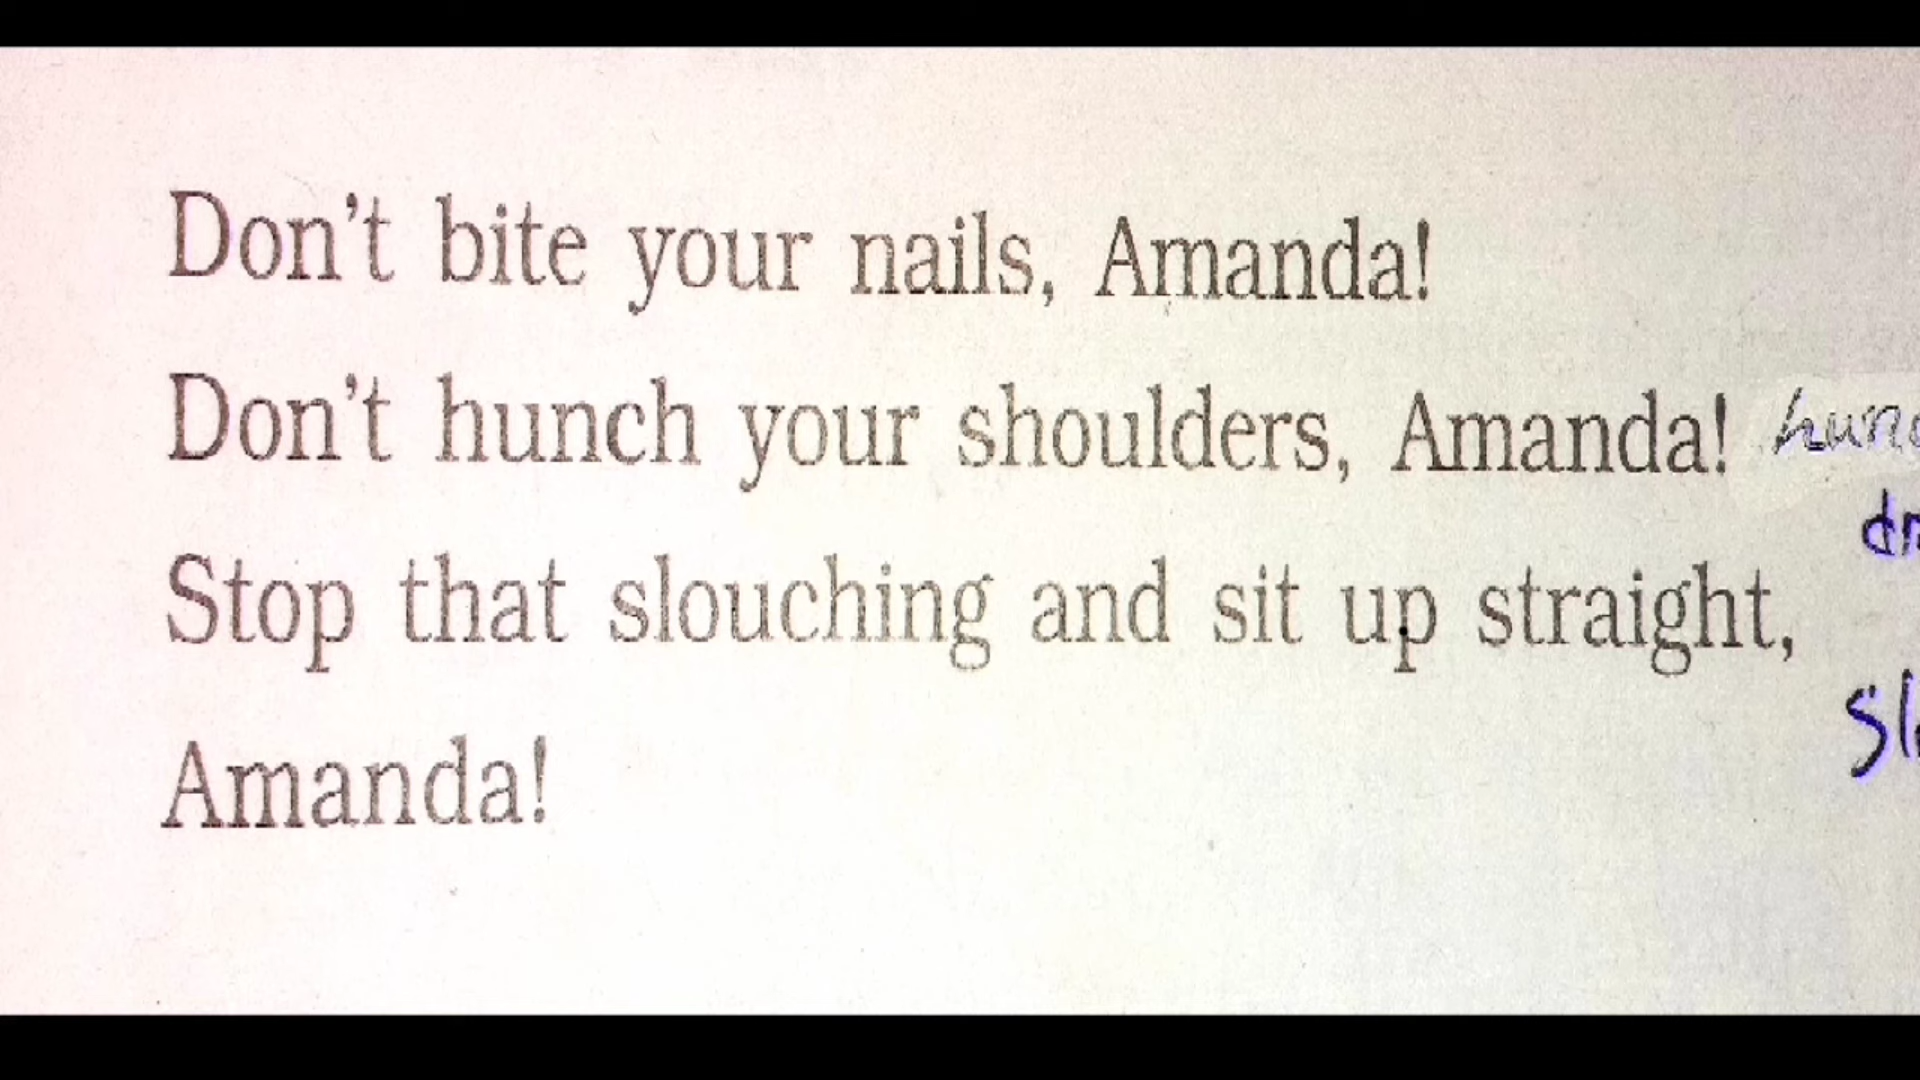 Don't bite your nails, Amanda!
Don't hunch your shoulders, Amanda!
Stop that slouching and sit up straight,
Amanda!